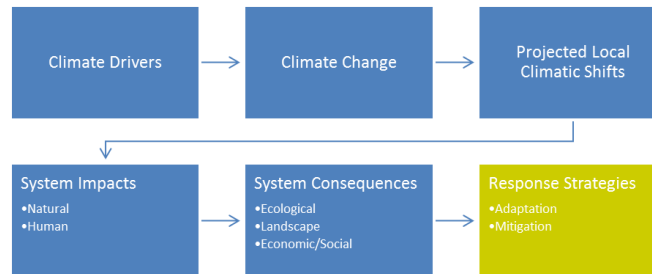 Climate Drivers
Climate Change
Projected Local
Climatic Shifts
System Impacts
•Natural
•Human
System Consequences
•Ecological
•Landscape
•Economic/Social
Response Strategies
•Adaptation
•Mitigation